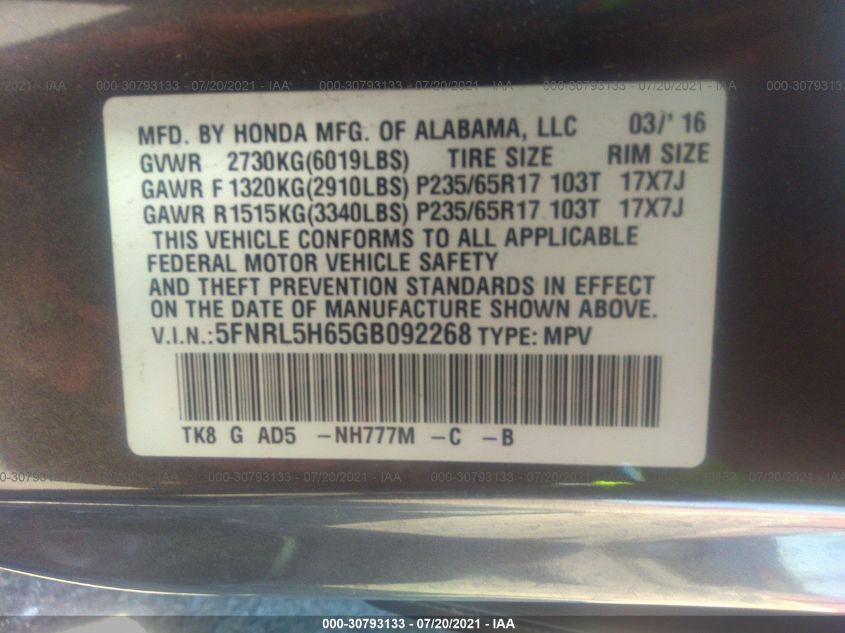 000-30793133 - 07/20/2021 - IAA
MFD. BY HONDA MFG. OF ALABAMA, LLC 03/' 16
GVWR 2730KG(6019LBS) TIRE SIZE RIM SIZE
GAWR F 1320KG(2910LBS) P235/65R17 103T 17X7J
GAWR R1515KG(3340LBS) P235/65R17 103T 17X7J
THIS VEHICLE CONFORMS TO ALL APPLICABLE
FEDERAL MOTOR VEHICLE SAFETY
AND THEFT PREVENTION STANDARDS IN EFFECT
ON THE DATE OF MANUFACTURE SHOWN ABOVE.
V.I.N.:5FNRL5H65GB092268 TYPE: MPV
TK8 G AD5 -NH777M -C -B
000-30793133 - 07/20/2021 - IAA